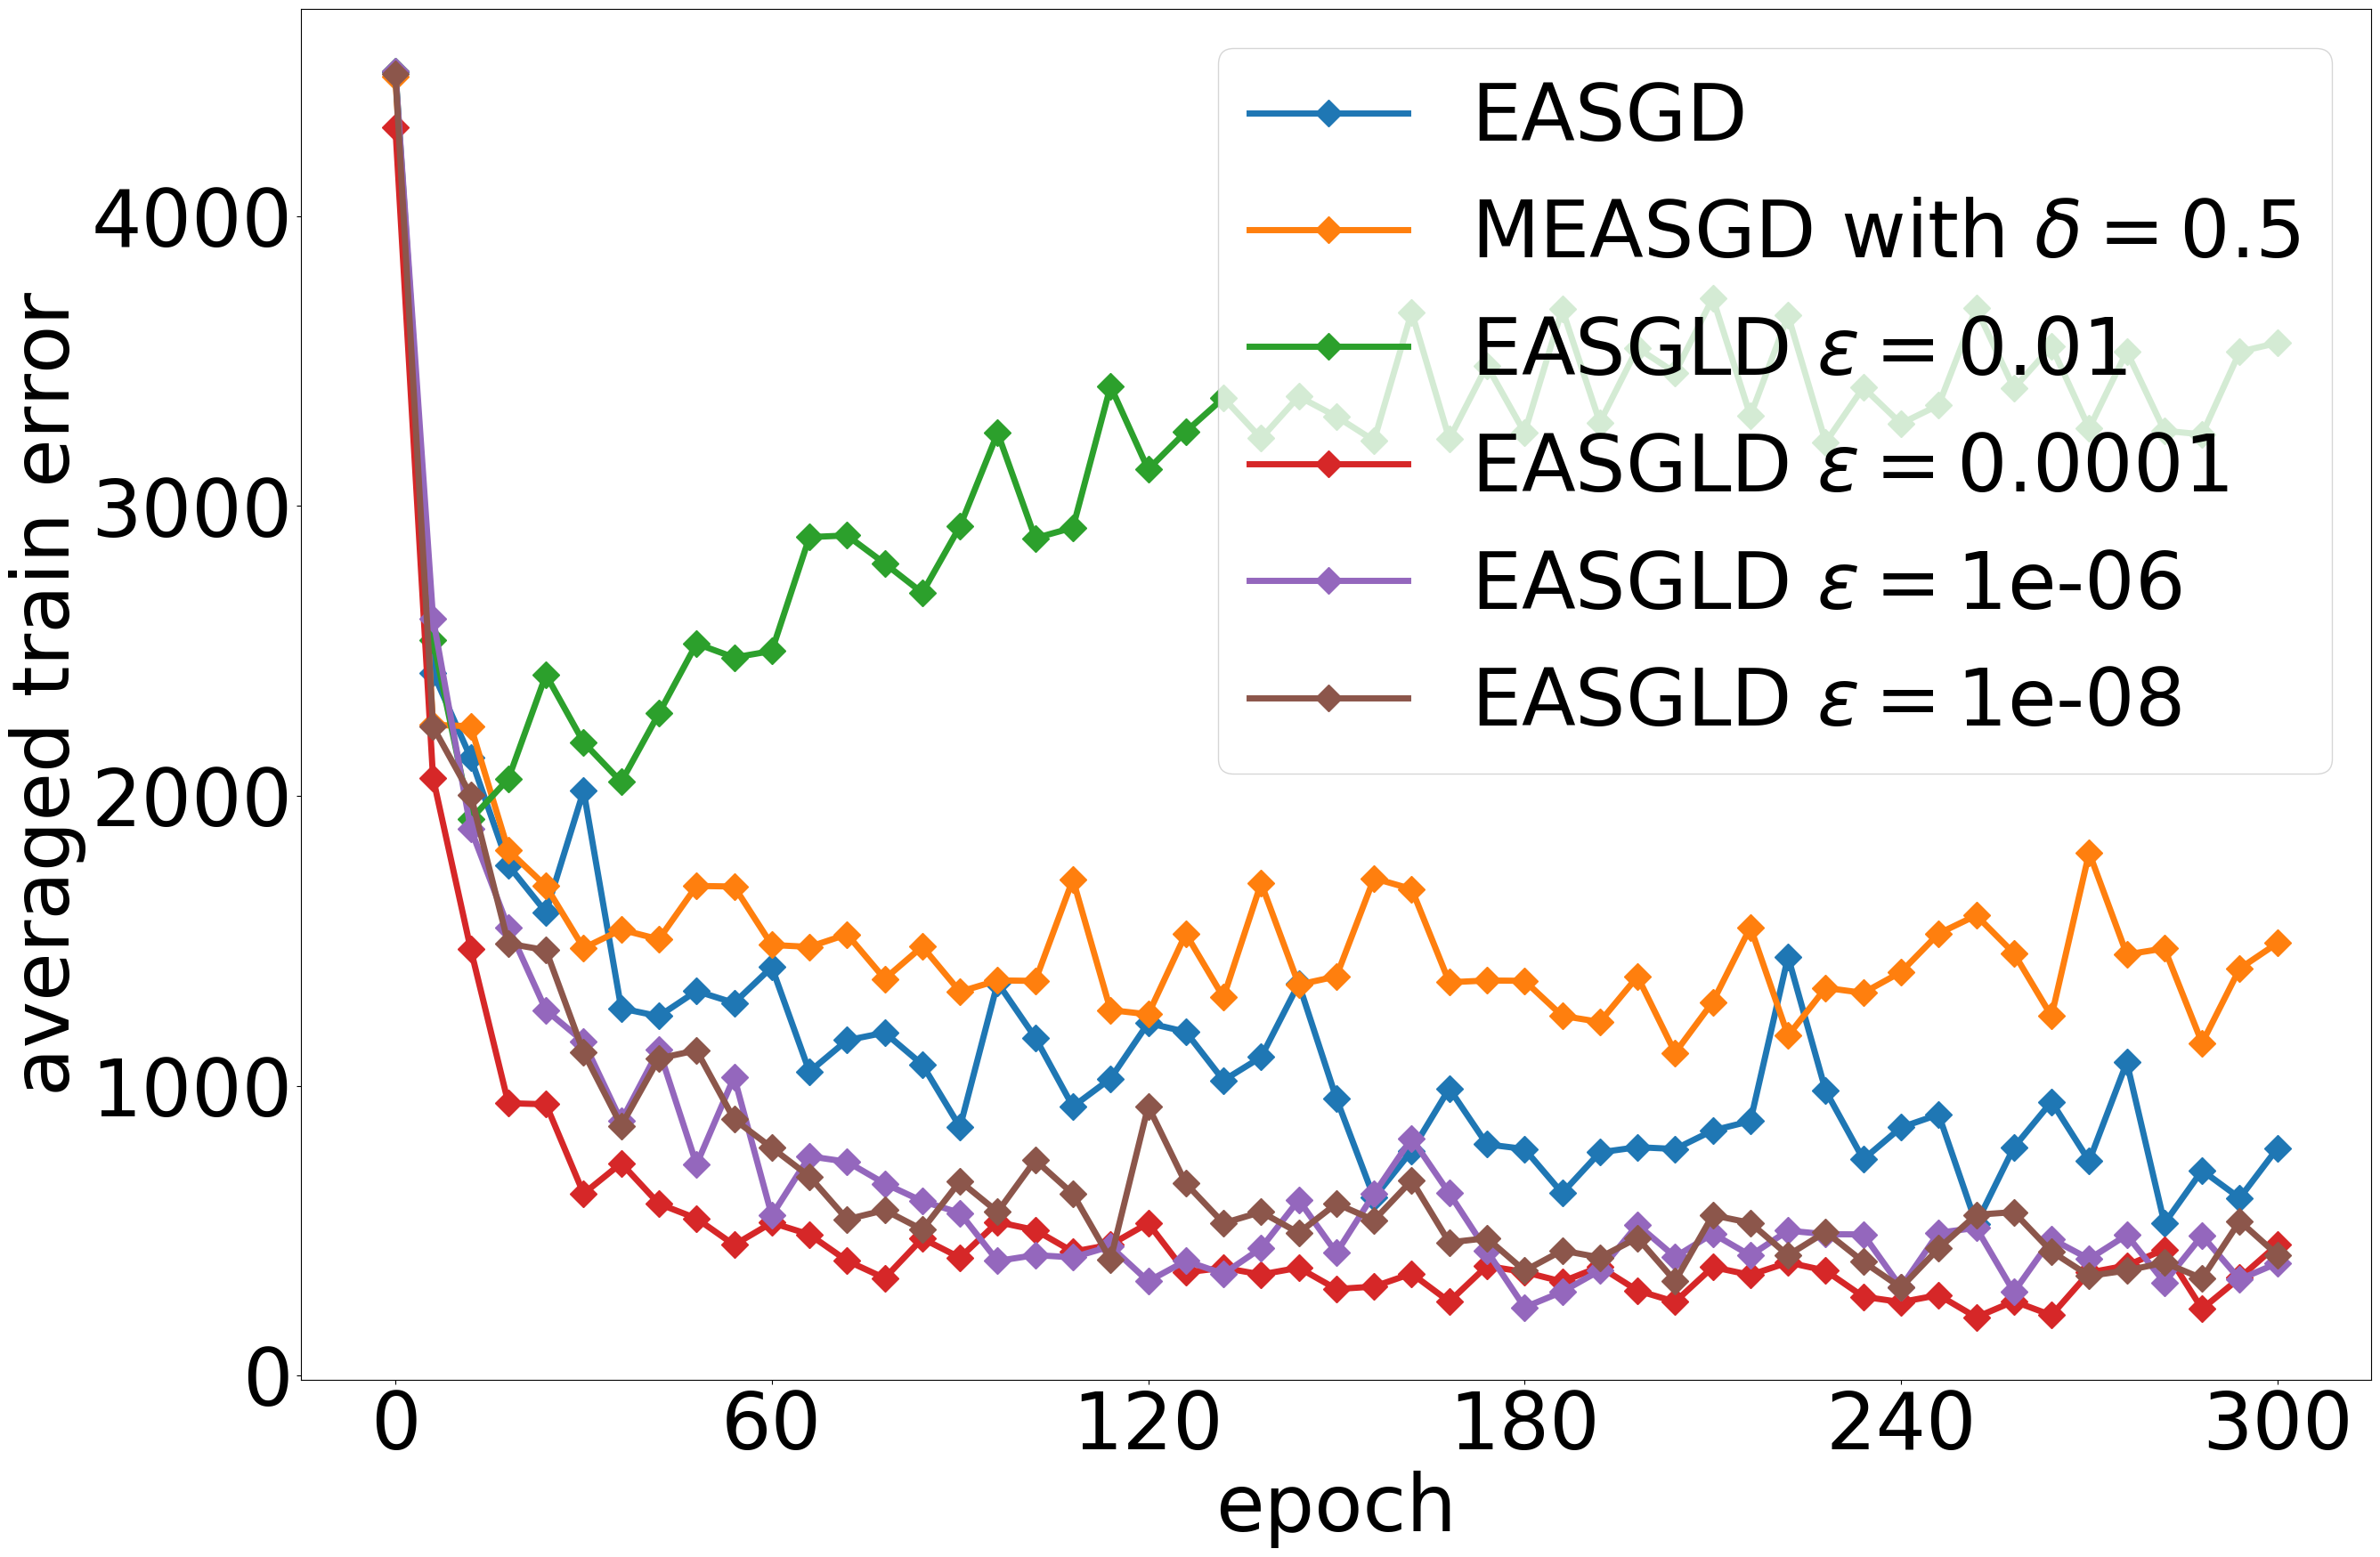 EASGD
MEASGD with δ = 0.5
EASGLD ε = 0.01
EASGLD ε = 0.0001
EASGLD ε = 1e-06
EASGLD ε = 1e-08
averaged train error
4000
3000
2000
1000
0
0 60 120 180 240 300
epoch